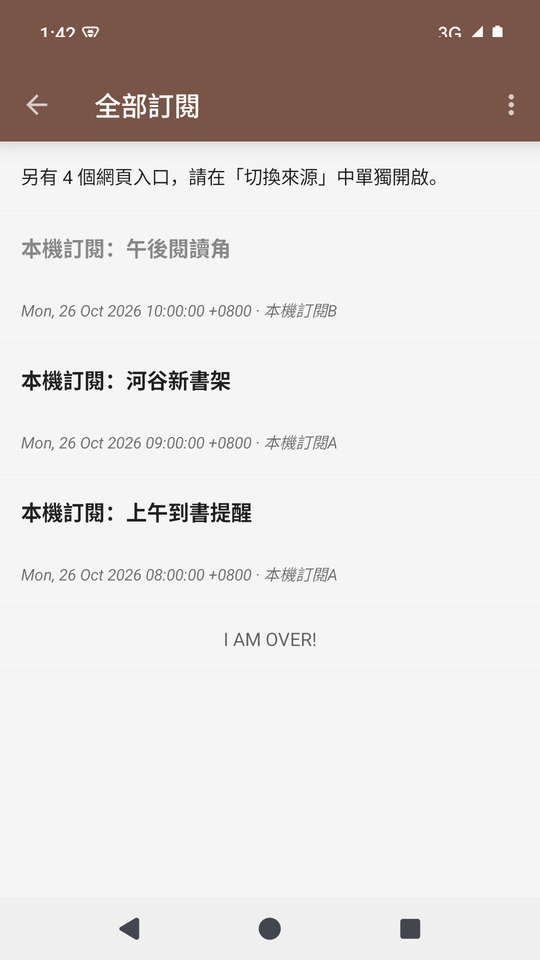 1:42
3G
全部訂閱
另有 4 個網頁入口，請在「切換來源」中單獨開啟。
本機訂閱：午後閱讀角
Mon, 26 Oct 2026 10:00:00 +0800 · 本機訂閱B
本機訂閱：河谷新書架
Mon, 26 Oct 2026 09:00:00 +0800 · 本機訂閱A
本機訂閱：上午到書提醒
Mon, 26 Oct 2026 08:00:00 +0800 · 本機訂閱A
I AM OVER!